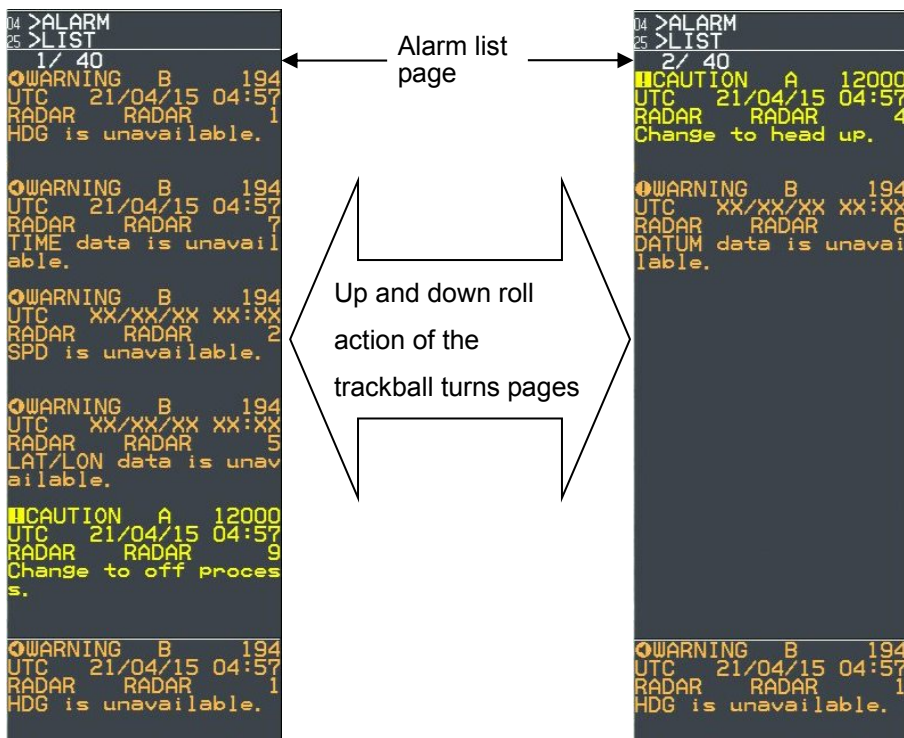 04 >ALARM
25 >LIST
1/ 40
WARNING B 194
UTC 21/04/15 04:57
RADAR RADAR 1
HDG is unavailable.
WARNING B 194
UTC 21/04/15 04:57
RADAR RADAR 7
TIME data is unavail
able.
WARNING B 194
UTC XX/XX/XX XX:XX
RADAR RADAR 2
SPD is unavailable.
WARNING B 194
UTC XX/XX/XX XX:XX
RADAR RADAR 5
LAT/LON data is unav
ailable.
!CAUTION A 12000
UTC 21/04/15 04:57
RADAR RADAR 9
Change to off proces
s.
WARNING B 194
UTC 21/04/15 04:57
RADAR RADAR 1
HDG is unavailable.
Alarm list
page
Up and down roll
action of the
trackball turns pages
04 >ALARM
25 >LIST
2/ 40
!CAUTION A 12000
UTC 21/04/15 04:57
RADAR RADAR 4
Change to head up.
!WARNING B 194
UTC XX/XX/XX XX:XX
RADAR RADAR 6
DATUM data is unavai
lable.
WARNING B 194
UTC 21/04/15 04:57
RADAR RADAR 1
HDG is unavailable.